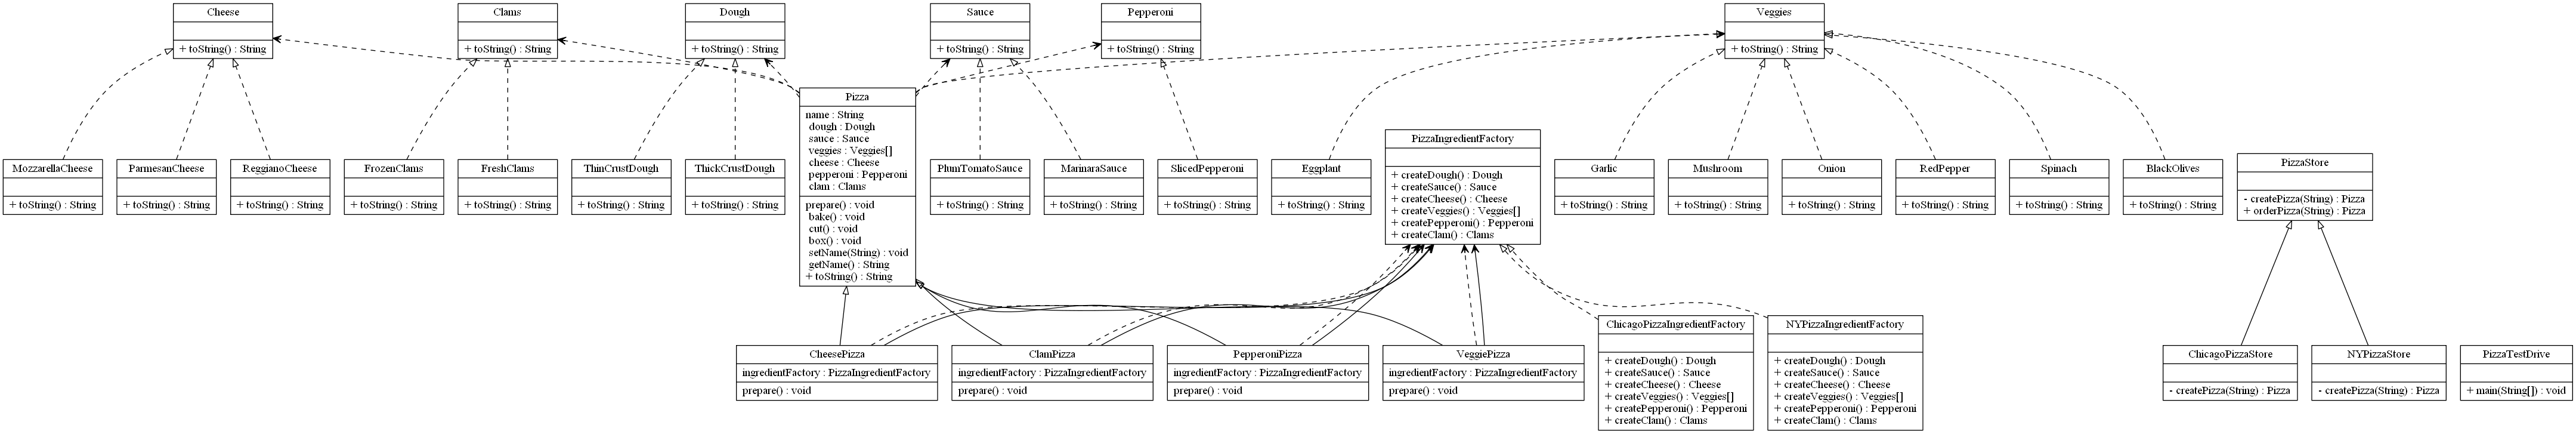 Cheese
+ toString() : String
Clams
+ toString() : String
Dough
+ toString() : String
Sauce
+ toString() : String
Pepperoni
+ toString() : String
Veggies
+ toString() : String
Pizza
name : String
dough : Dough
sauce : Sauce
veggies : Veggies[]
cheese : Cheese
pepperoni : Pepperoni
clam : Clams
prepare() : void
bake() : void
cut() : void
box() : void
setName(String) : void
getName() : String
+ toString() : String
PizzaIngredientFactory
+ createDough() : Dough
+ createSauce() : Sauce
+ createCheese() : Cheese
+ createVeggies() : Veggies[]
+ createPepperoni() : Pepperoni
+ createClam() : Clams
MozzarellaCheese
+ toString() : String
ParmesanCheese
+ toString() : String
ReggianoCheese
+ toString() : String
FrozenClams
+ toString() : String
FreshClams
+ toString() : String
ThinCrustDough
+ toString() : String
ThickCrustDough
+ toString() : String
PlumTomatoSauce
+ toString() : String
MarinaraSauce
+ toString() : String
SlicedPepperoni
+ toString() : String
Eggplant
+ toString() : String
Garlic
+ toString() : String
Mushroom
+ toString() : String
Onion
+ toString() : String
RedPepper
+ toString() : String
Spinach
+ toString() : String
BlackOlives
+ toString() : String
PizzaStore
- createPizza(String) : Pizza
+ orderPizza(String) : Pizza
CheesePizza
ingredientFactory : PizzaIngredientFactory
prepare() : void
ClamPizza
ingredientFactory : PizzaIngredientFactory
prepare() : void
PepperoniPizza
ingredientFactory : PizzaIngredientFactory
prepare() : void
VeggiePizza
ingredientFactory : PizzaIngredientFactory
prepare() : void
ChicagoPizzaIngredientFactory
+ createDough() : Dough
+ createSauce() : Sauce
+ createCheese() : Cheese
+ createVeggies() : Veggies[]
+ createPepperoni() : Pepperoni
+ createClam() : Clams
NYPizzaIngredientFactory
+ createDough() : Dough
+ createSauce() : Sauce
+ createCheese() : Cheese
+ createVeggies() : Veggies[]
+ createPepperoni() : Pepperoni
+ createClam() : Clams
ChicagoPizzaStore
- createPizza(String) : Pizza
NYPizzaStore
- createPizza(String) : Pizza
PizzaTestDrive
+ main(String[]) : void